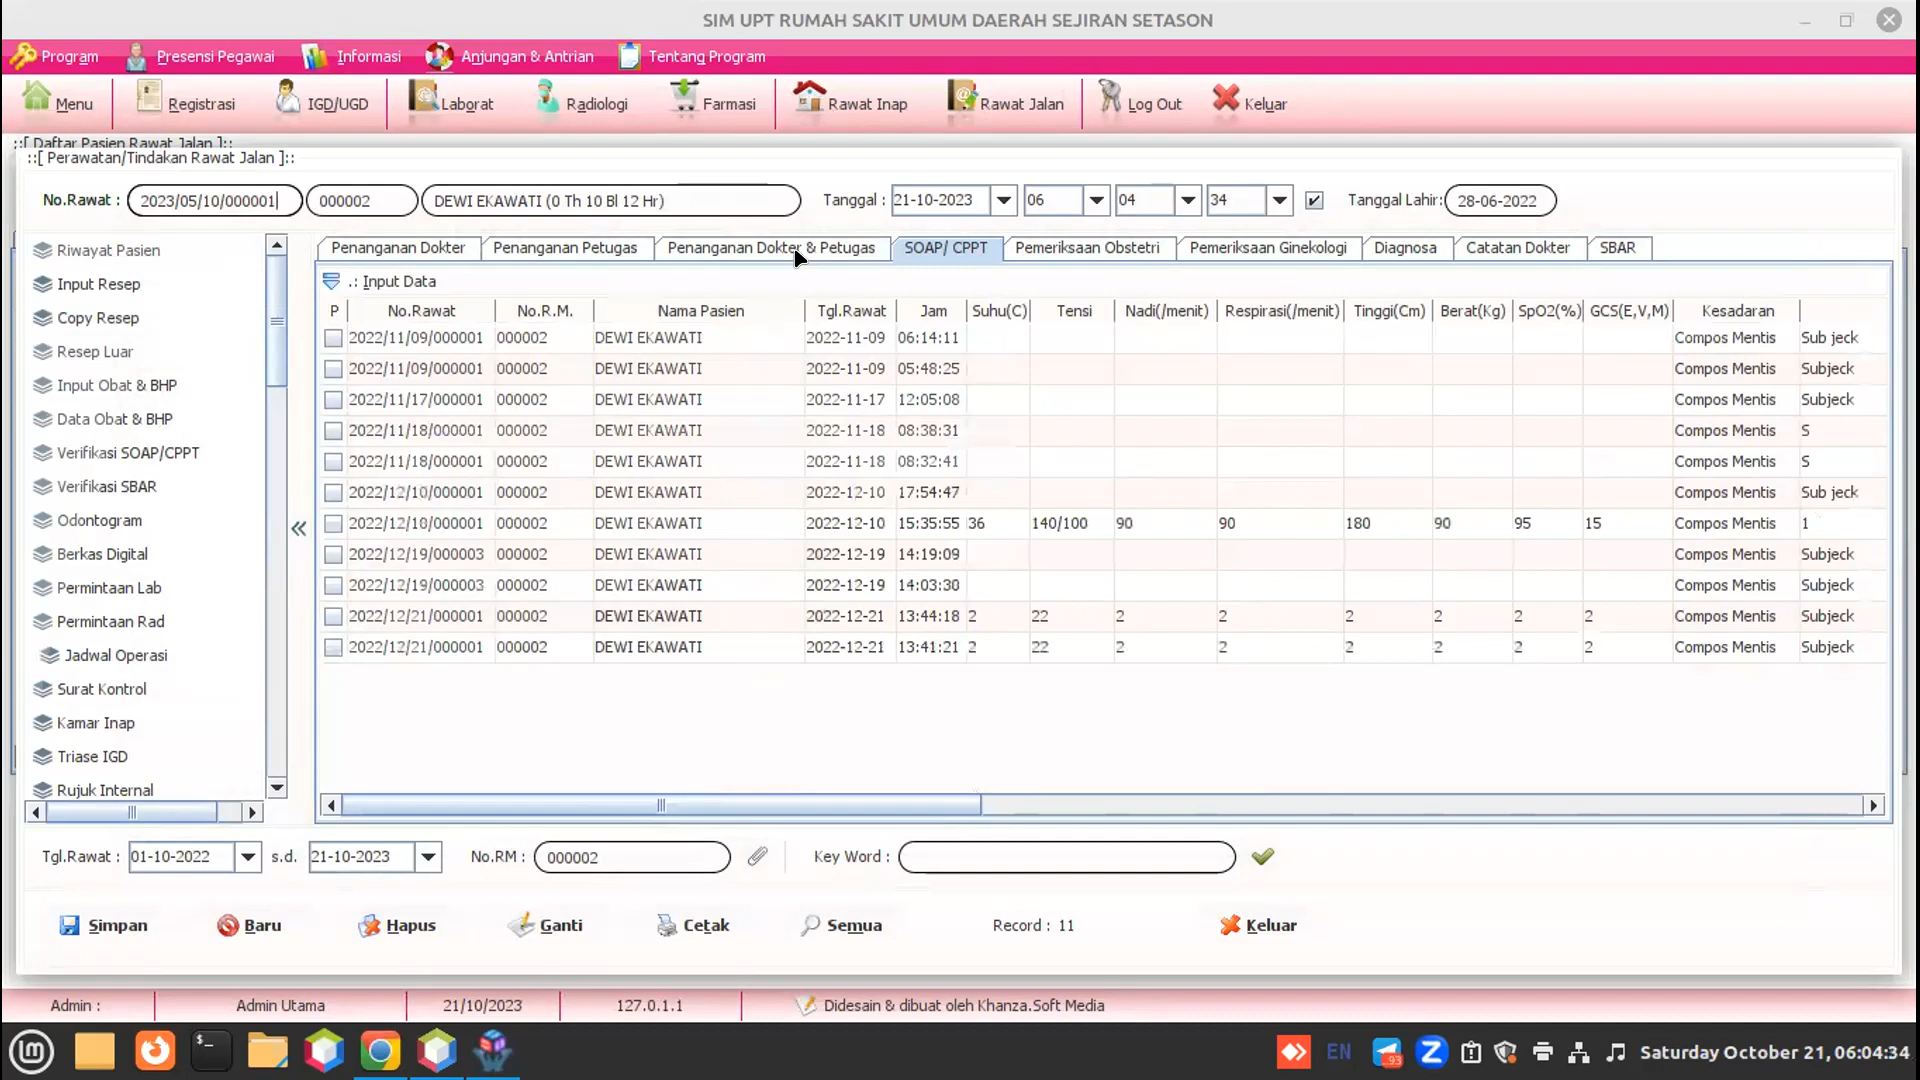 SIM UPT RUMAH SAKIT UMUM DAERAH SEJIRAN SETASON
Program Presensi Pegawai Informasi Anjungan & Antrian Tentang Program
Menu Registrasi IGD/UGD Laborat Radiologi Farmasi Rawat Inap Rawat Jalan Log Out Keluar
::[ Daftar Pasien Rawat Jalan ]::
::[ Perawatan/Tindakan Rawat Jalan ]::
No.Rawat : 2023/05/10/000001 000002 DEWI EKAWATI (0 Th 10 Bl 12 Hr) Tanggal : 21-10-2023 06 04 34 Tanggal Lahir: 28-06-2022
Riwayat Pasien
Input Resep
Copy Resep
Resep Luar
Input Obat & BHP
Data Obat & BHP
Verifikasi SOAP/CPPT
Verifikasi SBAR
Odontogram
Berkas Digital
Permintaan Lab
Permintaan Rad
Jadwal Operasi
Surat Kontrol
Kamar Inap
Triase IGD
Rujuk Internal
Penanganan Dokter Penanganan Petugas Penanganan Dokter & Petugas SOAP/ CPPT Pemeriksaan Obstetri Pemeriksaan Ginekologi Diagnosa Catatan Dokter SBAR
.: Input Data
P No.Rawat No.R.M. Nama Pasien Tgl.Rawat Jam Suhu(C) Tensi Nadi(/menit) Respirasi(/menit) Tinggi(Cm) Berat(Kg) SpO2(%) GCS(E,V,M) Kesadaran
2022/11/09/000001 000002 DEWI EKAWATI 2022-11-09 06:14:11 Compos Mentis Sub jeck
2022/11/09/000001 000002 DEWI EKAWATI 2022-11-09 05:48:25 Compos Mentis Subjeck
2022/11/17/000001 000002 DEWI EKAWATI 2022-11-17 12:05:08 Compos Mentis Subjeck
2022/11/18/000001 000002 DEWI EKAWATI 2022-11-18 08:38:31 Compos Mentis S
2022/11/18/000001 000002 DEWI EKAWATI 2022-11-18 08:32:41 Compos Mentis S
2022/12/10/000001 000002 DEWI EKAWATI 2022-12-10 17:54:47 Compos Mentis Sub jeck
2022/12/10/000001 000002 DEWI EKAWATI 2022-12-10 15:35:55 36 140/100 90 90 180 90 95 15 Compos Mentis 1
2022/12/19/000003 000002 DEWI EKAWATI 2022-12-19 14:19:09 Compos Mentis Subjeck
2022/12/19/000003 000002 DEWI EKAWATI 2022-12-19 14:03:30 Compos Mentis Subjeck
2022/12/21/000001 000002 DEWI EKAWATI 2022-12-21 13:44:18 2 22 2 2 2 2 2 2 Compos Mentis Subjeck
2022/12/21/000001 000002 DEWI EKAWATI 2022-12-21 13:41:21 2 22 2 2 2 2 2 2 Compos Mentis Subjeck
Tgl.Rawat : 01-10-2022 s.d. 21-10-2023 No.RM : 000002 Key Word :
Simpan Baru Hapus Ganti Cetak Semua Record : 11 Keluar
Admin : Admin Utama 21/10/2023 127.0.1.1 Didesain & dibuat oleh Khanza.Soft Media
EN 93 Saturday October 21, 06:04:34